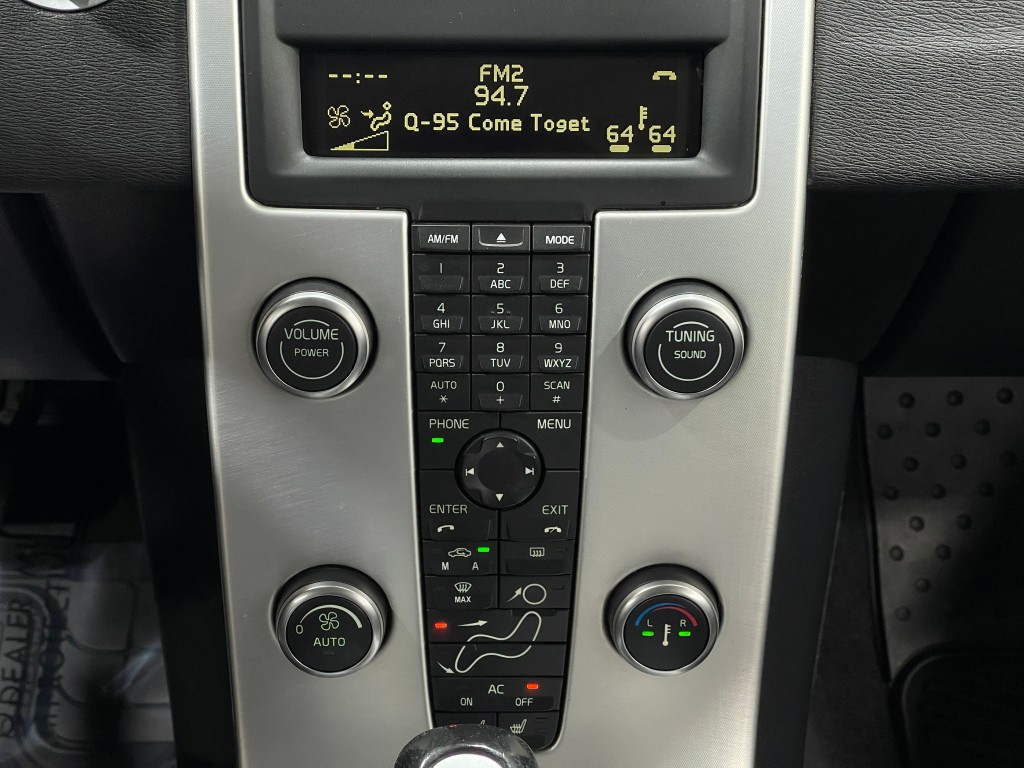 --:--
FM2
94.7
Q-95 Come Toget
64 64
AM/FM
MODE
1
2
3
ABC
DEF
4
5
6
GHI
JKL
MNO
7
8
9
PQRS
TUV
WXYZ
AUTO
0
SCAN
*
+
#
VOLUME
POWER
TUNING
SOUND
PHONE
MENU
ENTER
EXIT
M A
MAX
0
AUTO
L R
AC
ON OFF
DEALER